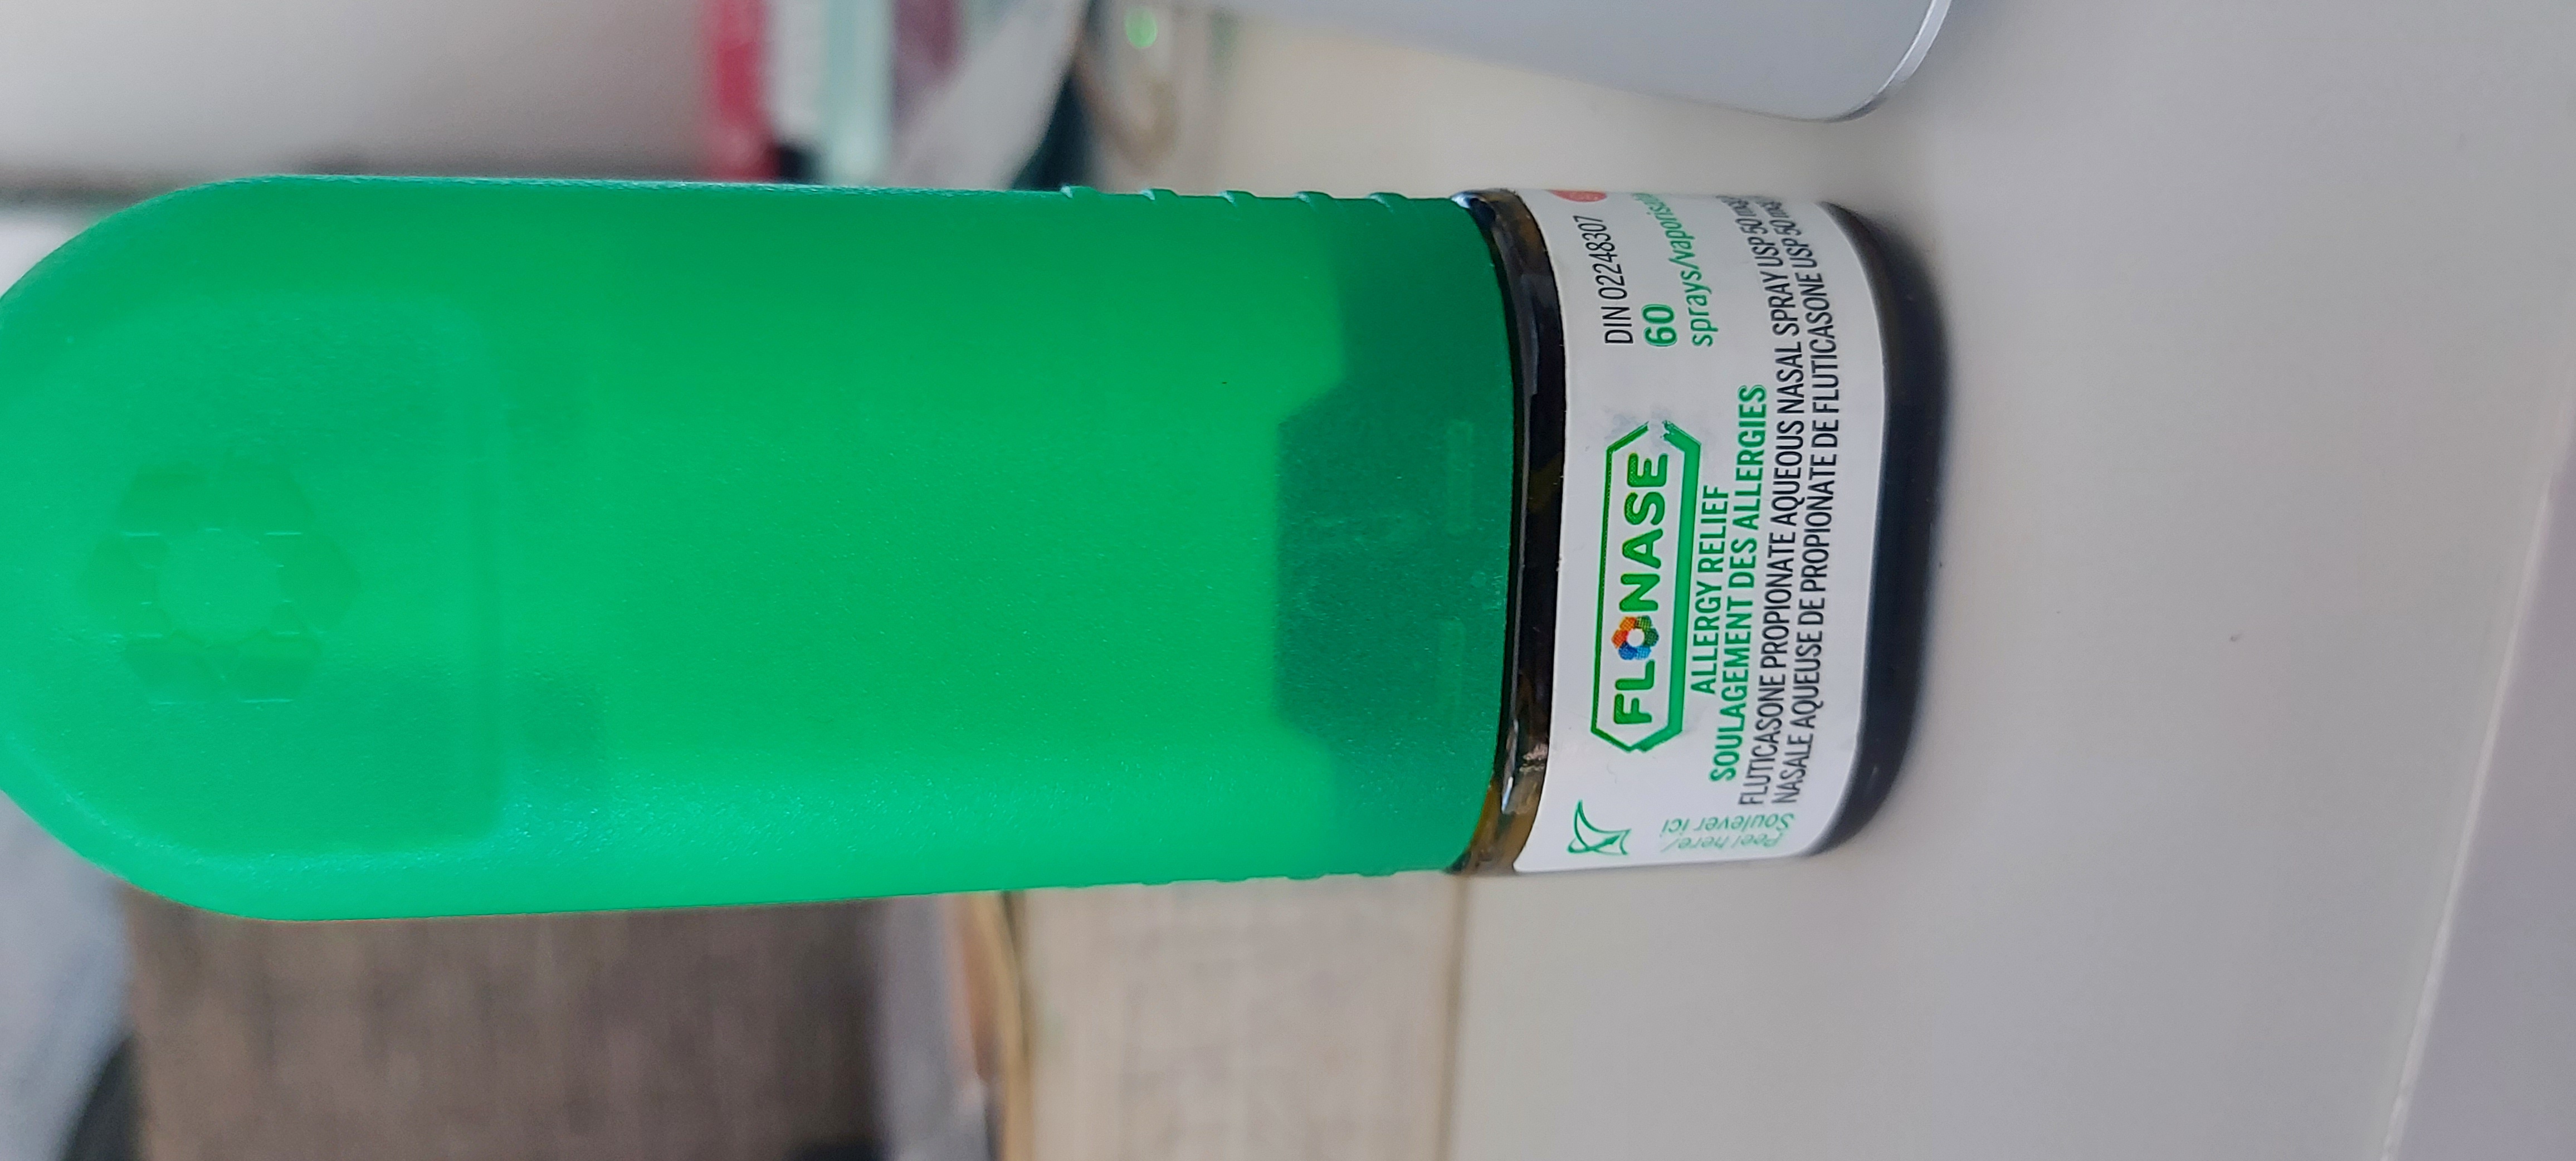 FLONASE
ALLERGY RELIEF
SOULAGEMENT DES ALLERGIES
FLUTICASONE PROPIONATE AQUEOUS NASAL SPRAY USP 50
NASALE AQUEUSE DE PROPIONATE DE FLUTICASONE USP 50
DIN 02248307
60
sprays/
Peel here/
Soulever ici